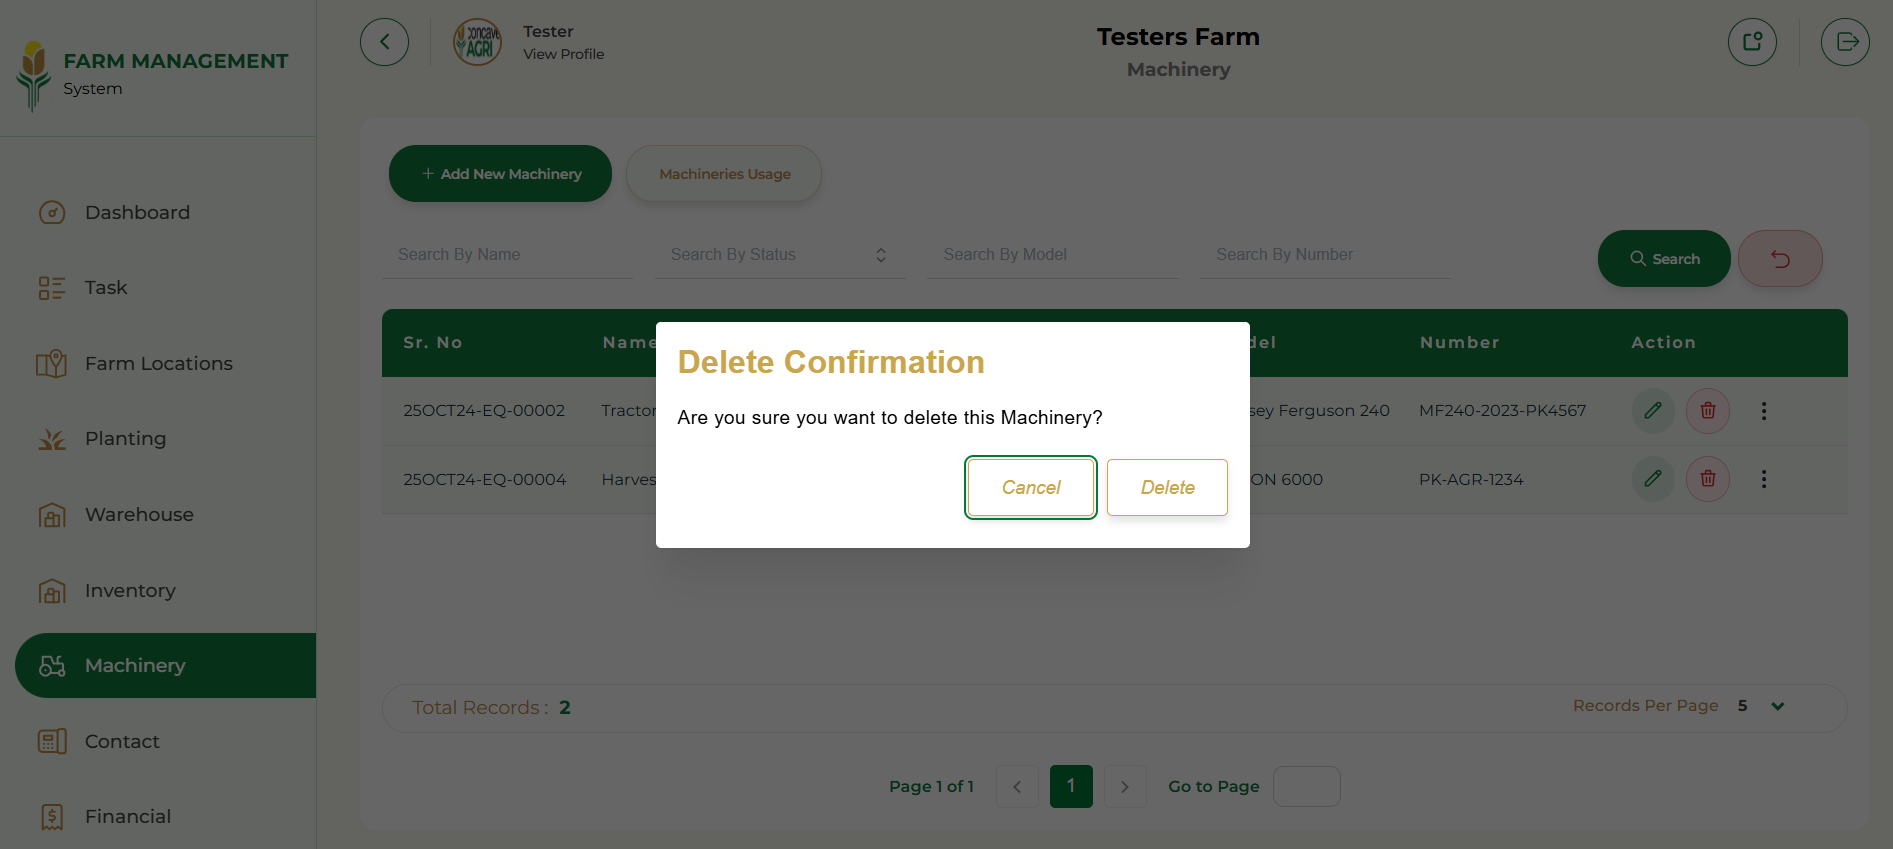 FARM MANAGEMENT
System
Dashboard
Task
Farm Locations
Planting
Warehouse
Inventory
Machinery
Contact
Financial
concave
AGRI
Tester
View Profile
Testers Farm
Machinery
+ Add New Machinery
Machineries Usage
Search By Name
Search By Status
Search By Model
Search By Number
Search
Sr. No Name del Number Action
25OCT24-EQ-00002 Tractor sey Ferguson 240 MF240-2023-PK4567
25OCT24-EQ-00004 Harves ON 6000 PK-AGR-1234
Delete Confirmation
Are you sure you want to delete this Machinery?
Cancel
Delete
Total Records : 2
Records Per Page 5
Page 1 of 1
1
Go to Page